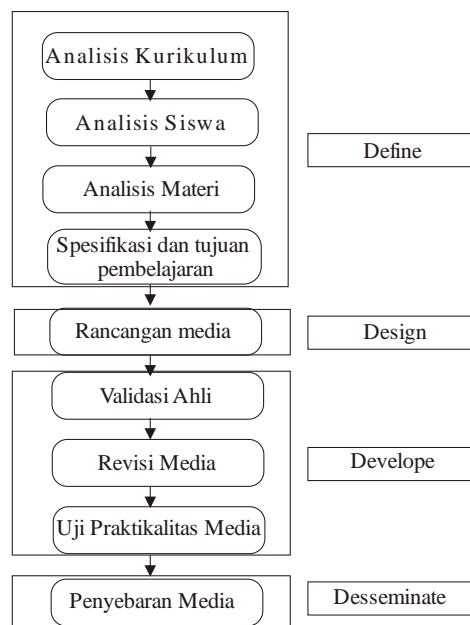 Analisis Kurikulum
Analisis Siswa
Define
Analisis Materi
Spesifikasi dan tujuan
pembelajaran
Rancangan media
Design
Validasi Ahli
Revisi Media
Develope
Uji Praktikalitas Media
Penyebaran Media
Desseminate